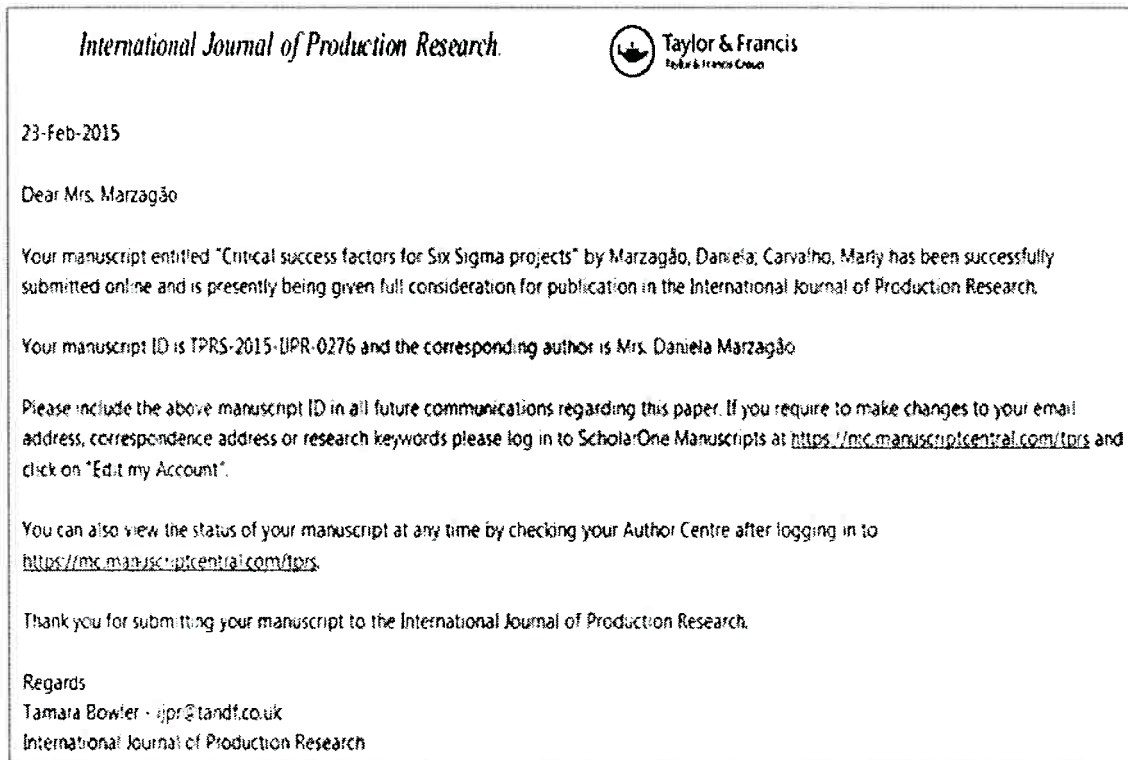 International Journal of Production Research.
Taylor & Francis
Taylor & Francis Group
23-Feb-2015
Dear Mrs. Marzagão
Your manuscript entitled "Critical success factors for Six Sigma projects" by Marzagão, Daniela; Carvalho, Marly has been successfully
submitted online and is presently being given full consideration for publication in the International Journal of Production Research.
Your manuscript ID is TPRS-2015-IJPR-0276 and the corresponding author is Mrs. Daniela Marzagão
Please include the above manuscript ID in all future communications regarding this paper. If you require to make changes to your email
address, correspondence address or research keywords please log in to ScholarOne Manuscripts at https://mc.manuscriptcentral.com/tprs and
click on "Edit my Account".
You can also view the status of your manuscript at any time by checking your Author Centre after logging in to
https://mc.manuscriptcentral.com/tprs.
Thank you for submitting your manuscript to the International Journal of Production Research.
Regards
Tamara Bowler - ijpr@tandf.co.uk
International Journal of Production Research